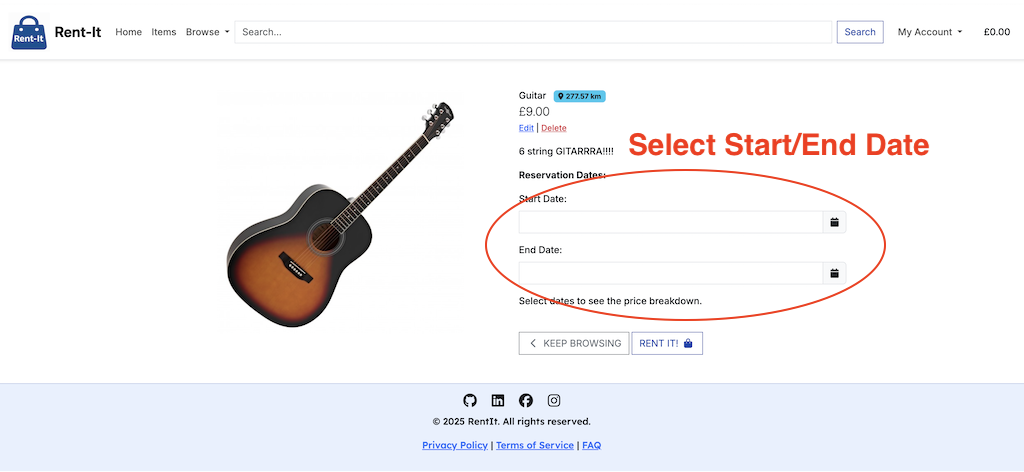 Rent-It
Rent-It Home Items Browse Search... Search My Account £0.00
Guitar 277.57 km
£9.00
Edit | Delete
Select Start/End Date
6 string GITARRRA!!!!
Reservation Dates:
Start Date:
End Date:
Select dates to see the price breakdown.
KEEP BROWSING RENT IT!
© 2025 RentIt. All rights reserved.
Privacy Policy | Terms of Service | FAQ